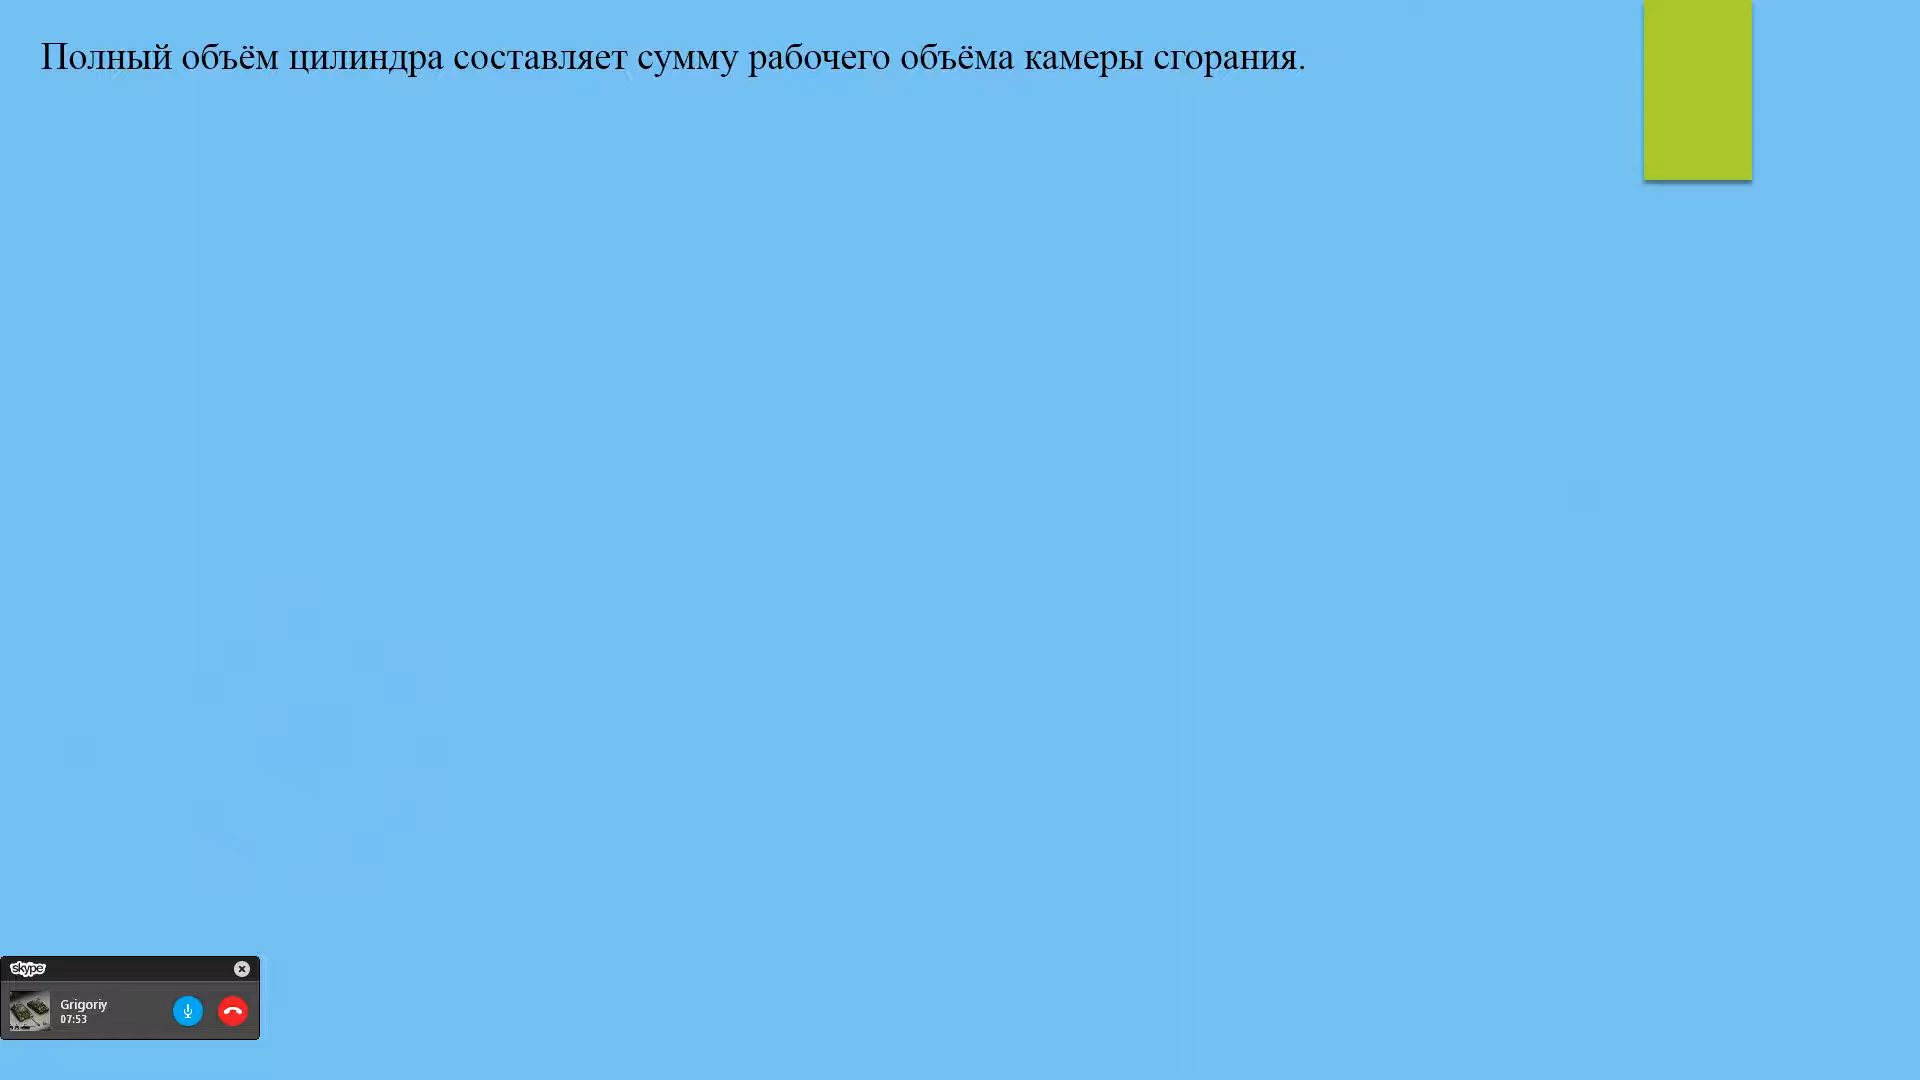 Полный объём цилиндра составляет сумму рабочего объёма камеры сгорания.
skype
Grigoriy
07:53